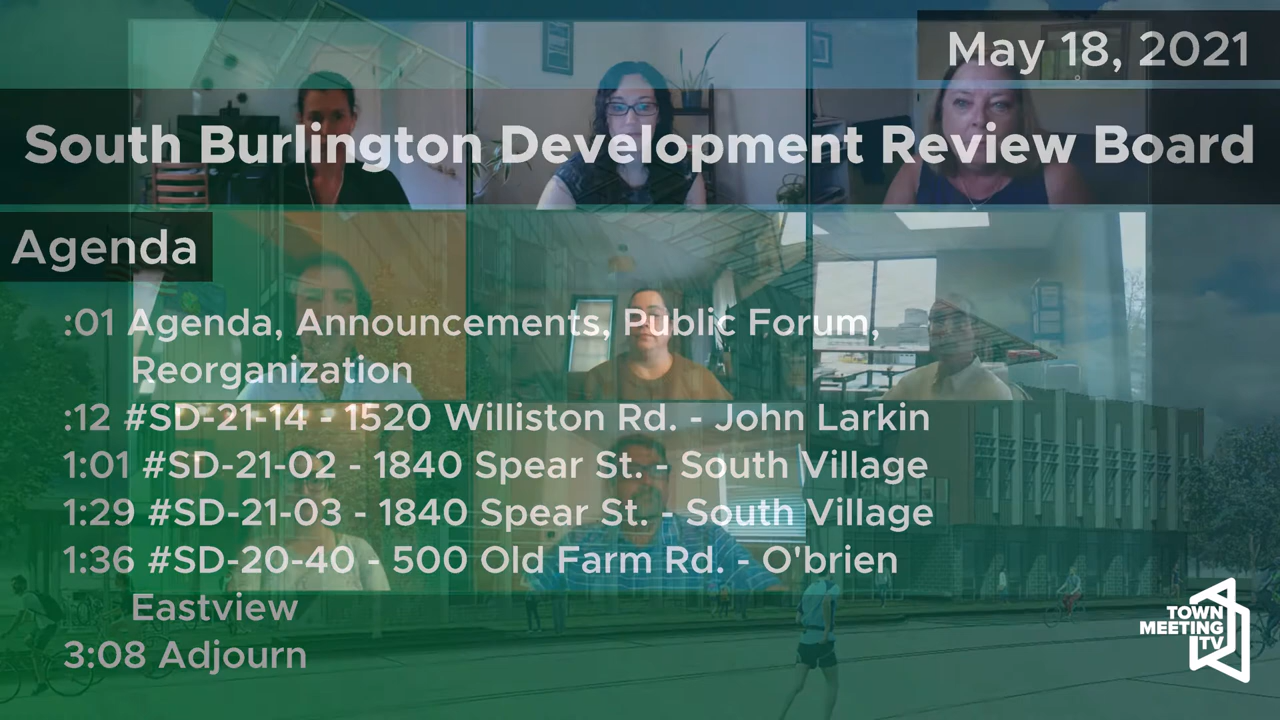 May 18, 2021
South Burlington Development Review Board
Agenda
:01 Agenda, Announcements, Public Forum,
Reorganization
:12 #SD-21-14 - 1520 Williston Rd. - John Larkin
1:01 #SD-21-02 - 1840 Spear St. - South Village
1:29 #SD-21-03 - 1840 Spear St. - South Village
1:36 #SD-20-40 - 500 Old Farm Rd. - O'brien
Eastview
3:08 Adjourn
TOWN
MEETING
TV